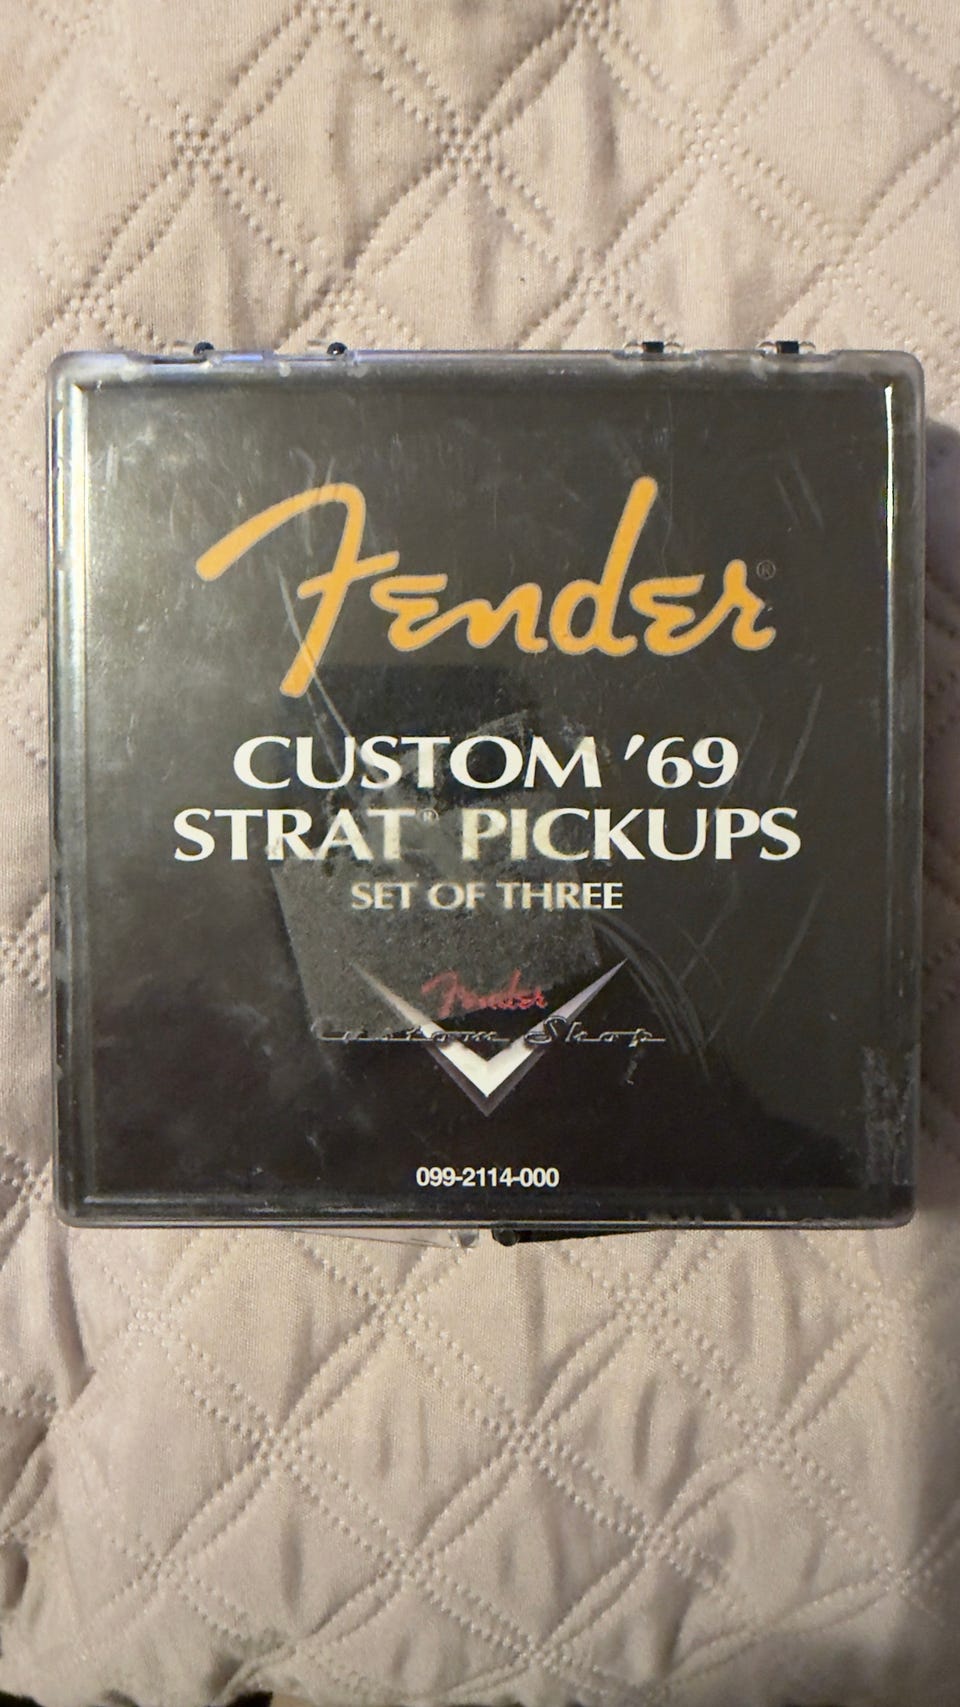 Fender®
CUSTOM ’69
STRAT® PICKUPS
SET OF THREE
Fender
Custom Shop
099-2114-000